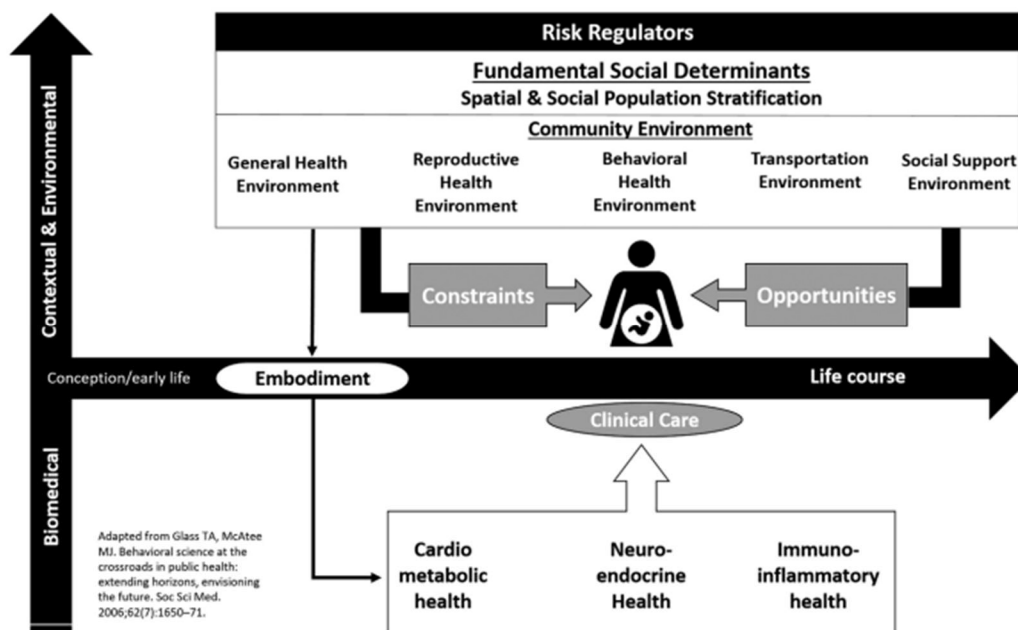 Risk Regulators
Fundamental Social Determinants
Spatial & Social Population Stratification
Community Environment
General Health
Environment
Reproductive
Health
Environment
Behavioral
Health
Environment
Transportation
Environment
Social Support
Environment
Contextual & Environmental
Constraints
Opportunities
Conception/early life
Embodiment
Life course
Clinical Care
Biomedical
Adapted from Glass TA, McAtee
MJ. Behavioral science at the
crossroads in public health:
extending horizons, envisioning
the future. Soc Sci Med.
2006;62(7):1650–71.
Cardio
metabolic
health
Neuro-
endocrine
Health
Immuno-
inflammatory
health